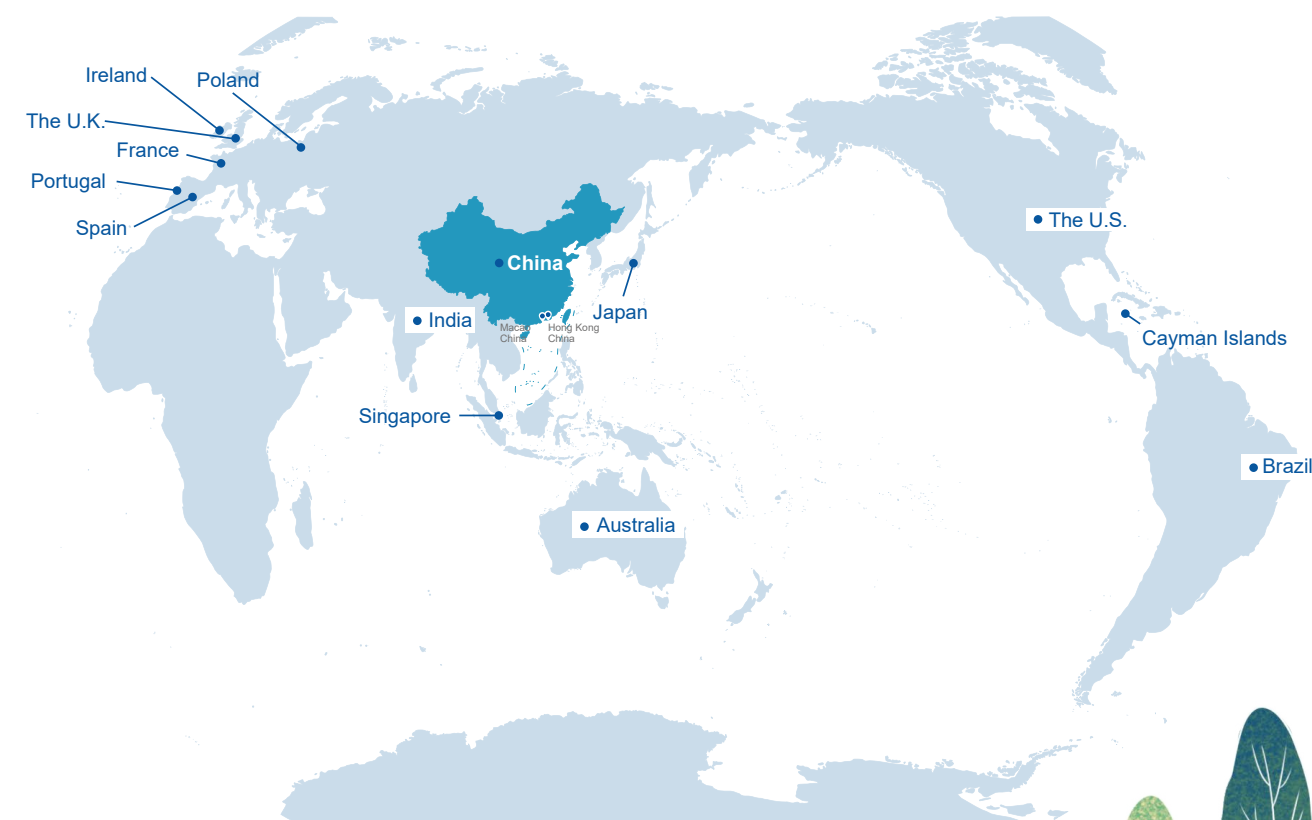 Ireland
Poland
The U.K.
France
Portugal
Spain
The U.S.
China
Japan
India
Macao
China
Hong Kong
China
Cayman Islands
Singapore
Brazil
Australia